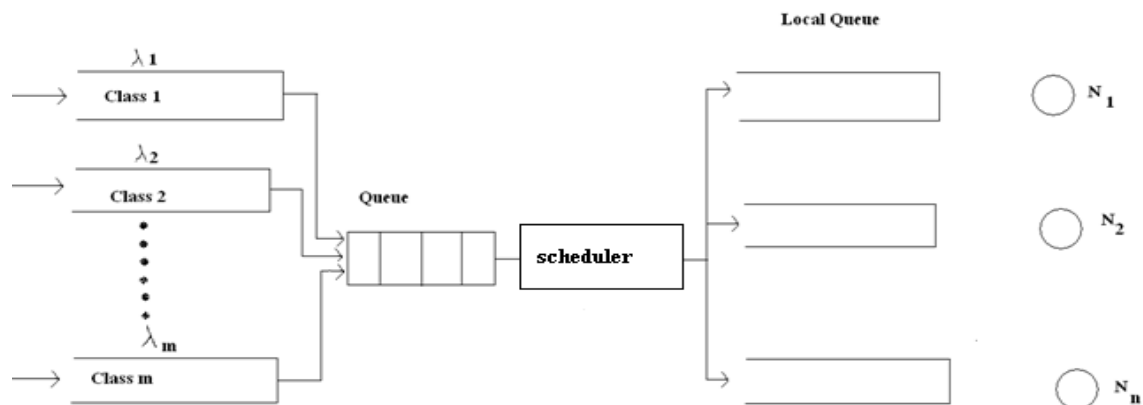 Local Queue
λ1
Class 1
N1
λ2
Class 2
Queue
N2
scheduler
λm
Class m
Nn